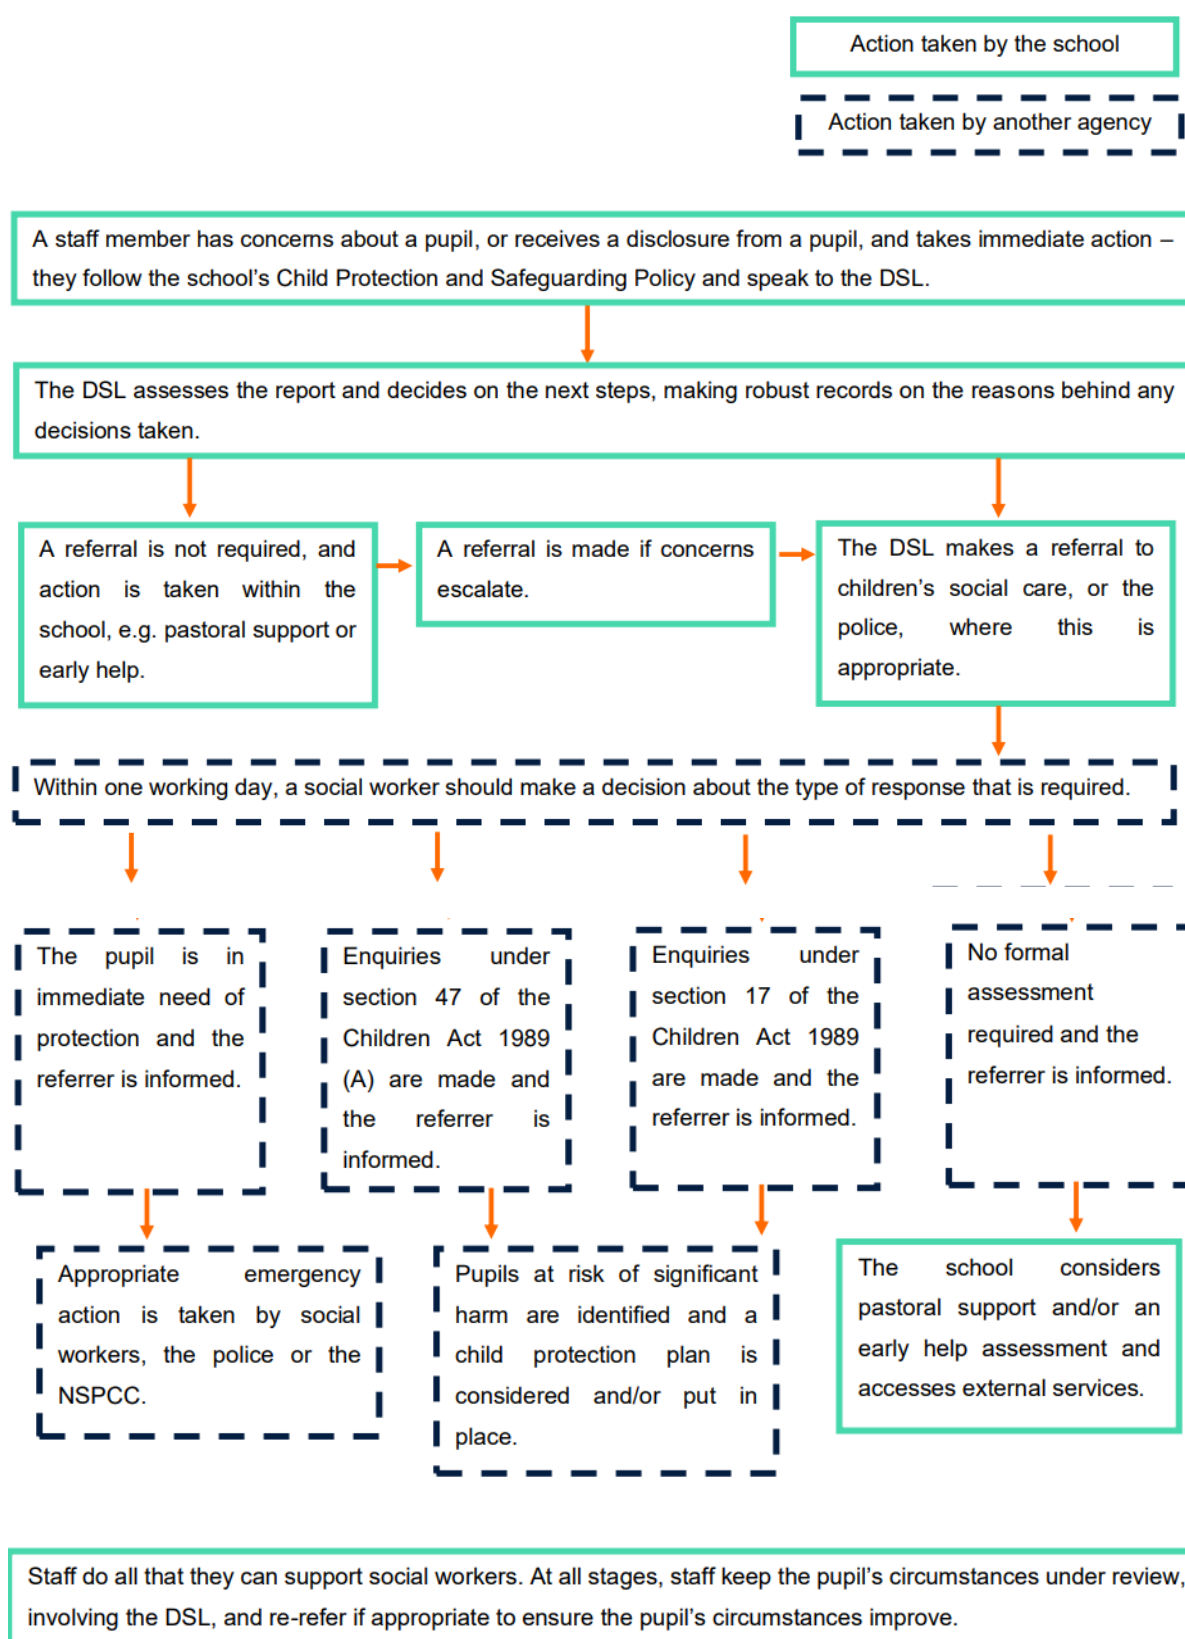 Action taken by the school
Action taken by another agency
A staff member has concerns about a pupil, or receives a disclosure from a pupil, and takes immediate action –
they follow the school’s Child Protection and Safeguarding Policy and speak to the DSL.
The DSL assesses the report and decides on the next steps, making robust records on the reasons behind any
decisions taken.
A referral is not required, and
action is taken within the
school, e.g. pastoral support or
early help.
A referral is made if concerns
escalate.
The DSL makes a referral to
children’s social care, or the
police, where this is
appropriate.
Within one working day, a social worker should make a decision about the type of response that is required.
The pupil is in
immediate need of
protection and the
referrer is informed.
Enquiries under
section 47 of the
Children Act 1989
(A) are made and
the referrer is
informed.
Enquiries under
section 17 of the
Children Act 1989
are made and the
referrer is informed.
No formal
assessment
required and the
referrer is informed.
Appropriate emergency
action is taken by social
workers, the police or the
NSPCC.
Pupils at risk of significant
harm are identified and a
child protection plan is
considered and/or put in
place.
The school considers
pastoral support and/or an
early help assessment and
accesses external services.
Staff do all that they can support social workers. At all stages, staff keep the pupil’s circumstances under review,
involving the DSL, and re-refer if appropriate to ensure the pupil’s circumstances improve.